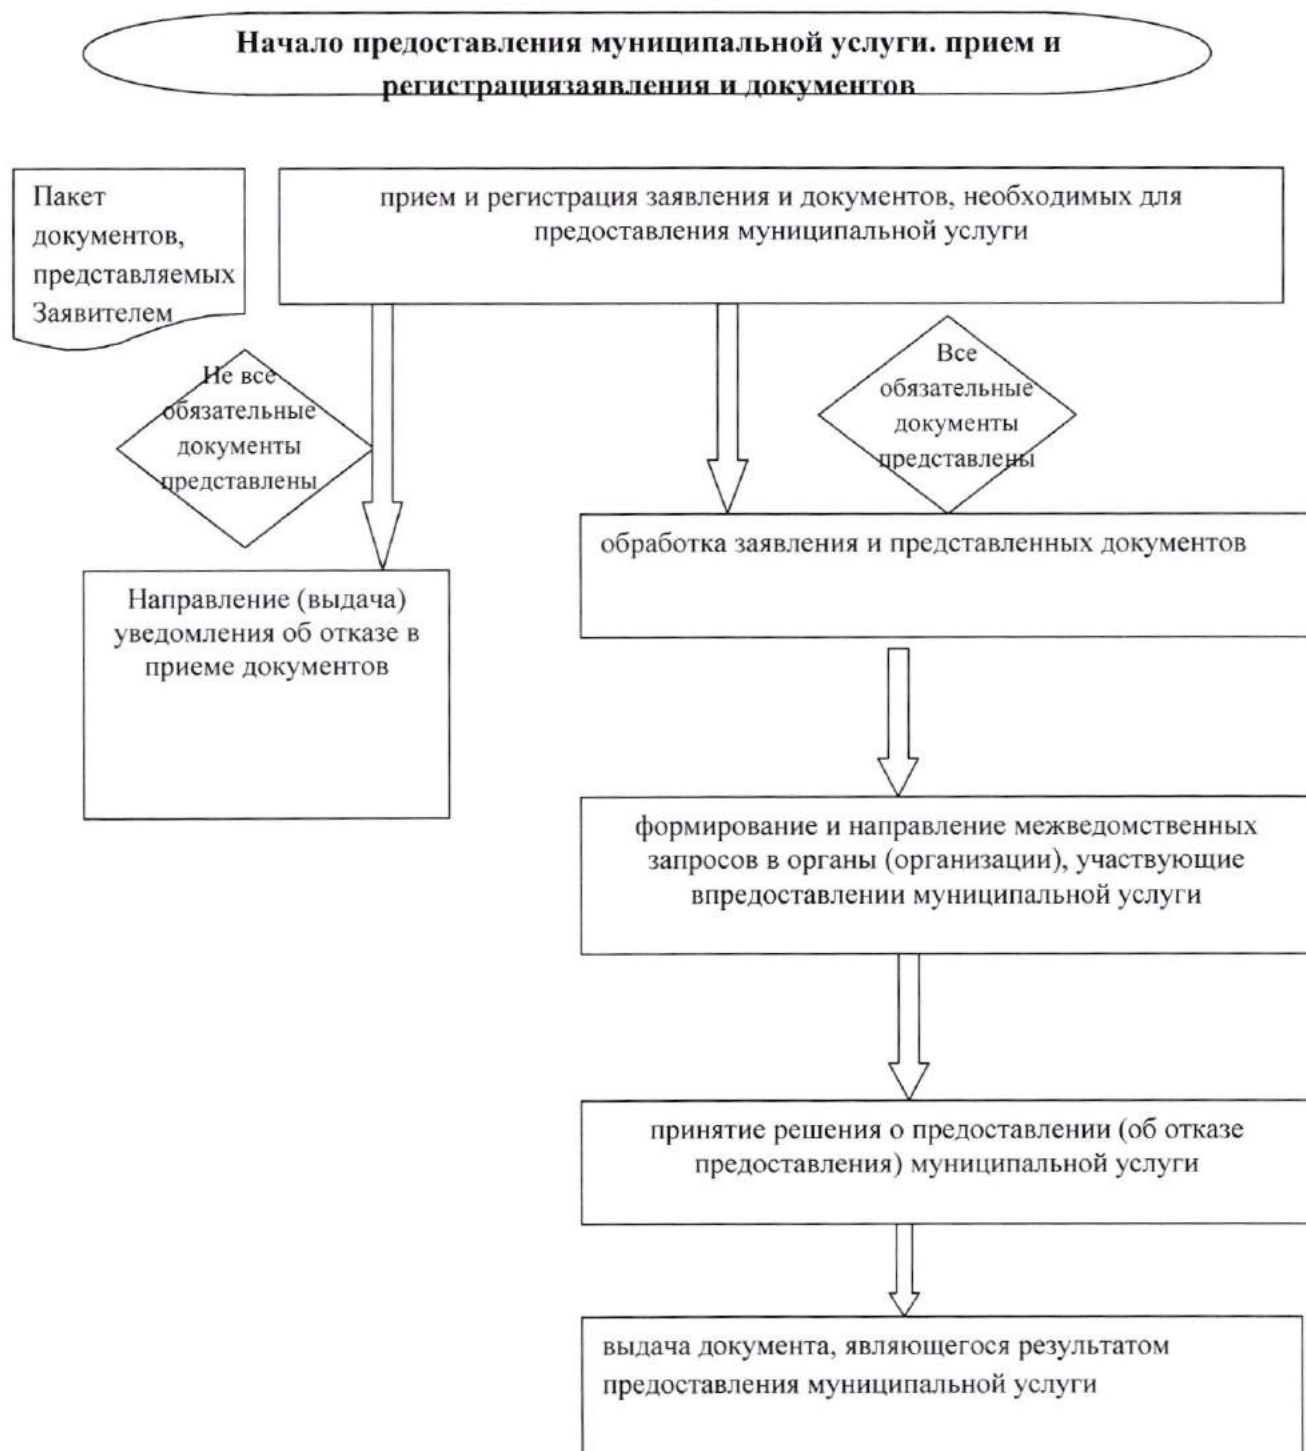 Начало предоставления муниципальной услуги. прием и
регистрациязаявления и документов
Пакет
документов,
представляемых
Заявителем
прием и регистрация заявления и документов, необходимых для
предоставления муниципальной услуги
Не все
обязательные
документы
представлены
Все
обязательные
документы
представлены
обработка заявления и представленных документов
Направление (выдача)
уведомления об отказе в
приеме документов
формирование и направление межведомственных
запросов в органы (организации), участвующие
впредоставлении муниципальной услуги
принятие решения о предоставлении (об отказе
предоставления) муниципальной услуги
выдача документа, являющегося результатом
предоставления муниципальной услуги